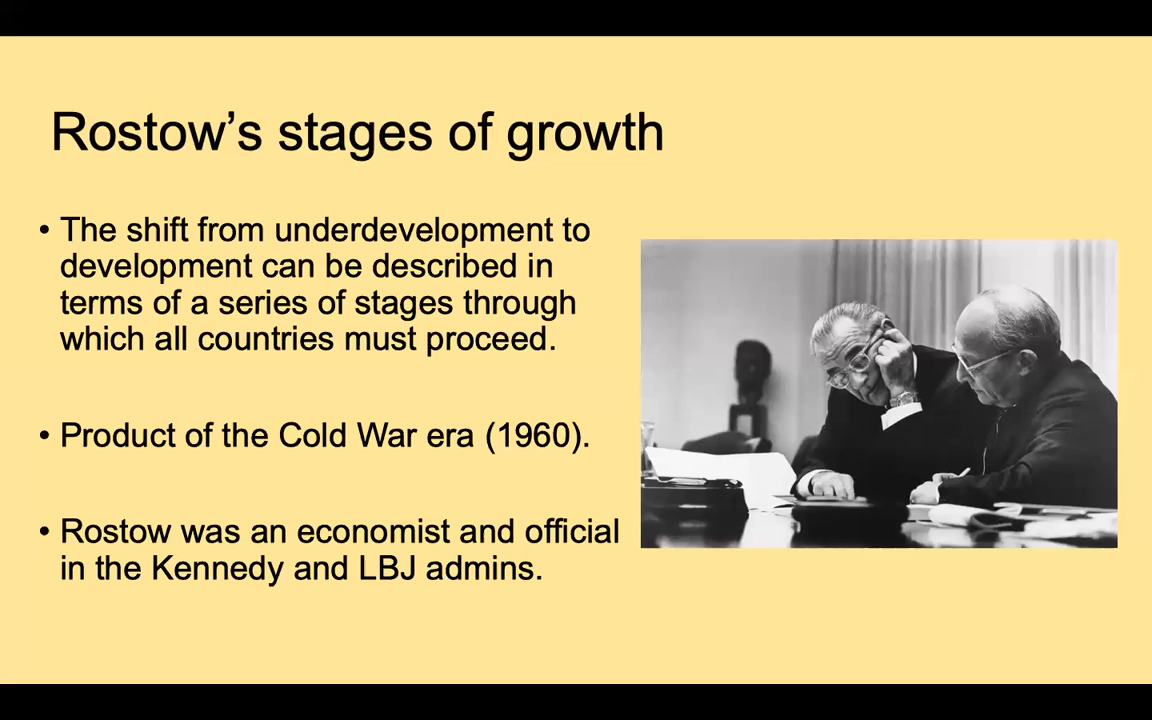 Rostow’s stages of growth
• The shift from underdevelopment to
development can be described in
terms of a series of stages through
which all countries must proceed.
• Product of the Cold War era (1960).
• Rostow was an economist and official
in the Kennedy and LBJ admins.